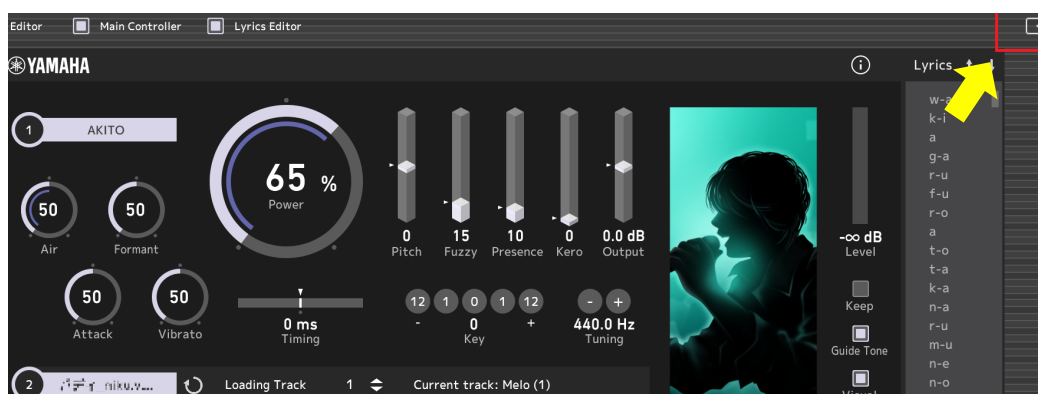 Editor Main Controller Lyrics Editor
YAMAHA
Lyrics
1 AKITO
65 %
Power
50 50
Air Formant
50 50
Attack Vibrato
0 15 10 0 0.0 dB
Pitch Fuzzy Presence Kero Output
0 ms
Timing
12 1 0 1 12
- 0 +
Key
- +
440.0 Hz
Tuning
-∞ dB
Level
Keep
Guide Tone
k-i
a
g-a
r-u
f-u
r-o
a
t-o
t-a
k-a
n-a
r-u
m-u
n-e
n-o
2 Loading Track 1 Current track: Melo (1)